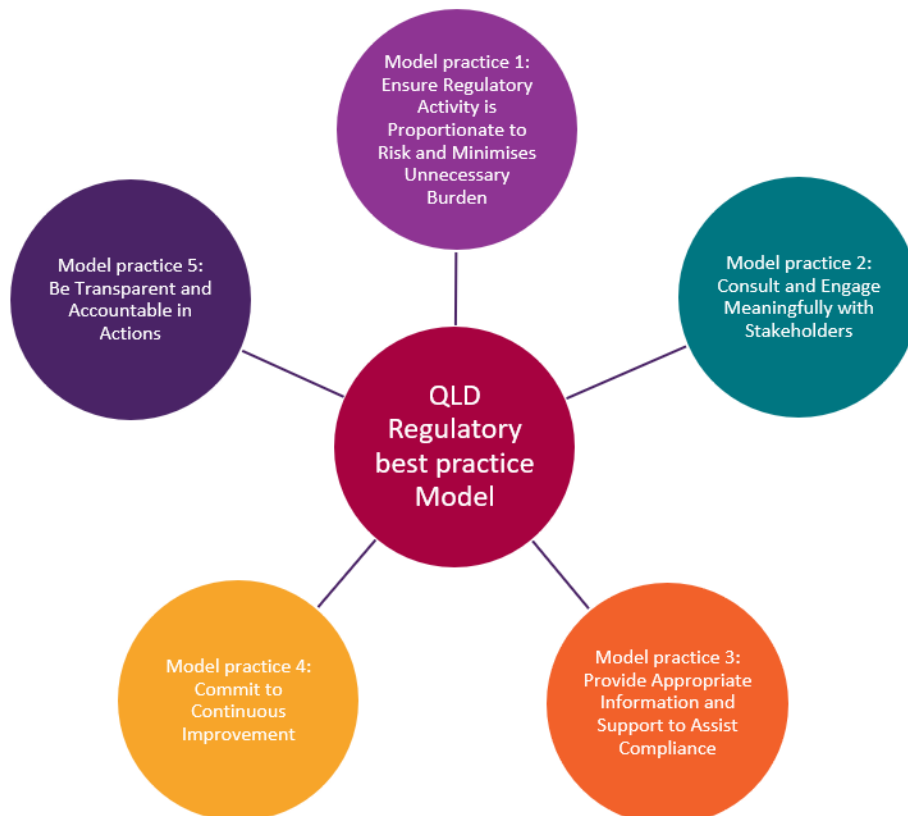 Model practice 1:
Ensure Regulatory
Activity is
Proportionate to
Risk and Minimises
Unnecessary
Burden
Model practice 2:
Consult and Engage
Meaningfully with
Stakeholders
Model practice 3:
Provide Appropriate
Information and
Support to Assist
Compliance
Model practice 4:
Commit to
Continuous
Improvement
Model practice 5:
Be Transparent and
Accountable in
Actions
QLD
Regulatory
best practice
Model